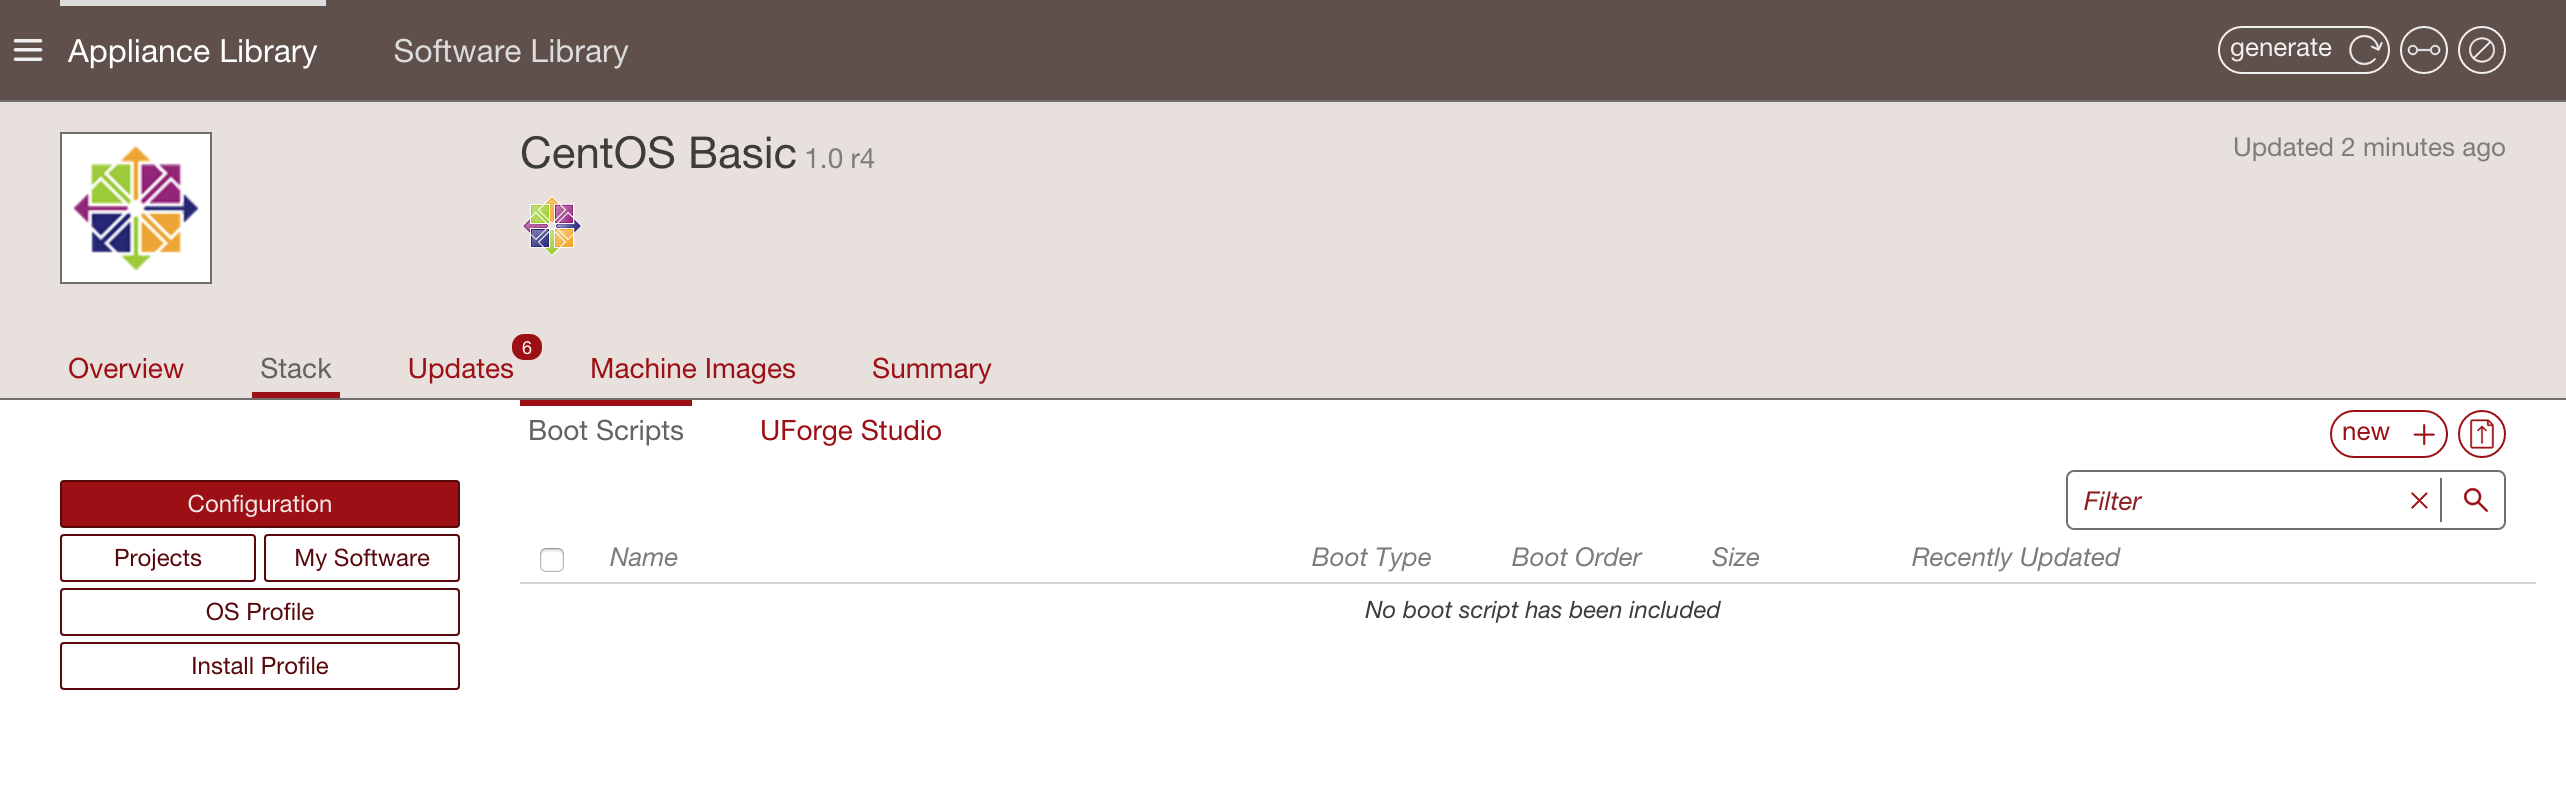 Appliance Library Software Library generate
CentOS Basic 1.0 r4 Updated 2 minutes ago
Overview Stack Updates 6 Machine Images Summary
Boot Scripts UForge Studio new +
Configuration
Filter
Projects My Software
Name Boot Type Boot Order Size Recently Updated
OS Profile
No boot script has been included
Install Profile